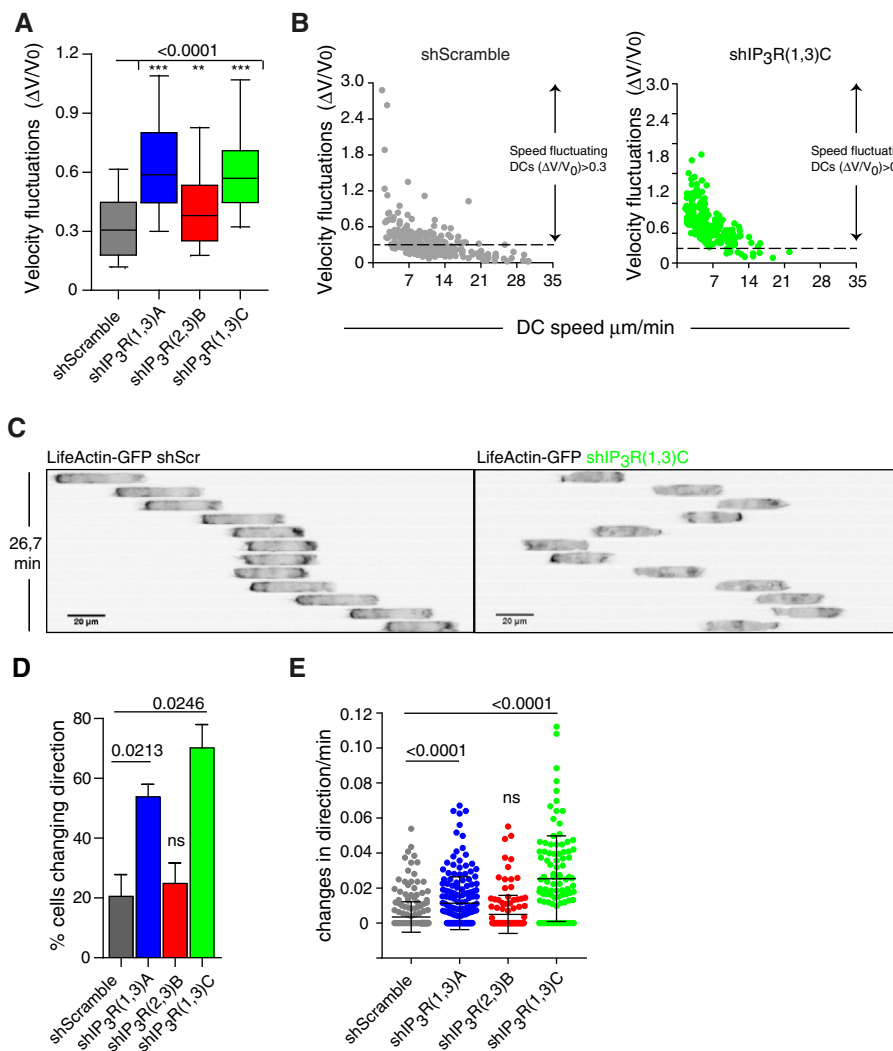 A
Velocity fluctuations (ΔV/V0)
1.2
0.9
0.6
0.3
0
<0.0001
*** ** ***
shScramble
shIP3R(1,3)A
shIP3R(2,3)B
shIP3R(1,3)C
B
shScramble
Velocity fluctuations (ΔV/V0)
3.0
2.4
1.8
1.2
0.6
0
Speed fluctuating
DCs (ΔV/V0)>0.3
7 14 21 28 35
shIP3R(1,3)C
Velocity fluctuations (ΔV/V0)
3.0
2.4
1.8
1.2
0.6
0
Speed fluctuati
DCs (ΔV/V0)>0
7 14 21 28 35
DC speed μm/min
C
LifeActin-GFP shScr
LifeActin-GFP shIP3R(1,3)C
26,7
min
20 μm
20 μm
D
% cells changing direction
80
60
40
20
0
0.0246
0.0213
ns
shScramble
shIP3R(1,3)A
shIP3R(2,3)B
shIP3R(1,3)C
E
changes in direction/min
0.12
0.10
0.08
0.06
0.04
0.02
0
<0.0001
<0.0001
ns
shScramble
shIP3R(1,3)A
shIP3R(2,3)B
shIP3R(1,3)C